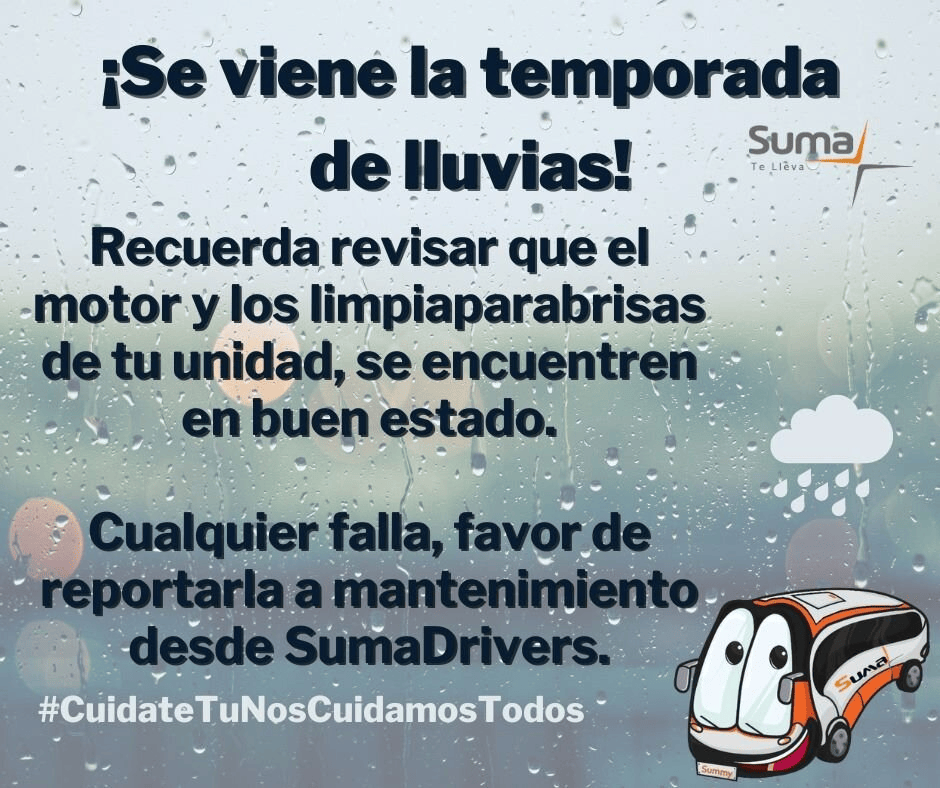 ¡Se viene la temporada
de lluvias!
Suma
Te Lleva
Recuerda revisar que el
motor y los limpiaparabrisas
de tu unidad, se encuentren
en buen estado.
Cualquier falla, favor de
reportarla a mantenimiento
desde SumaDrivers.
#CuidateTuNosCuidamosTodos
Suma
Summy